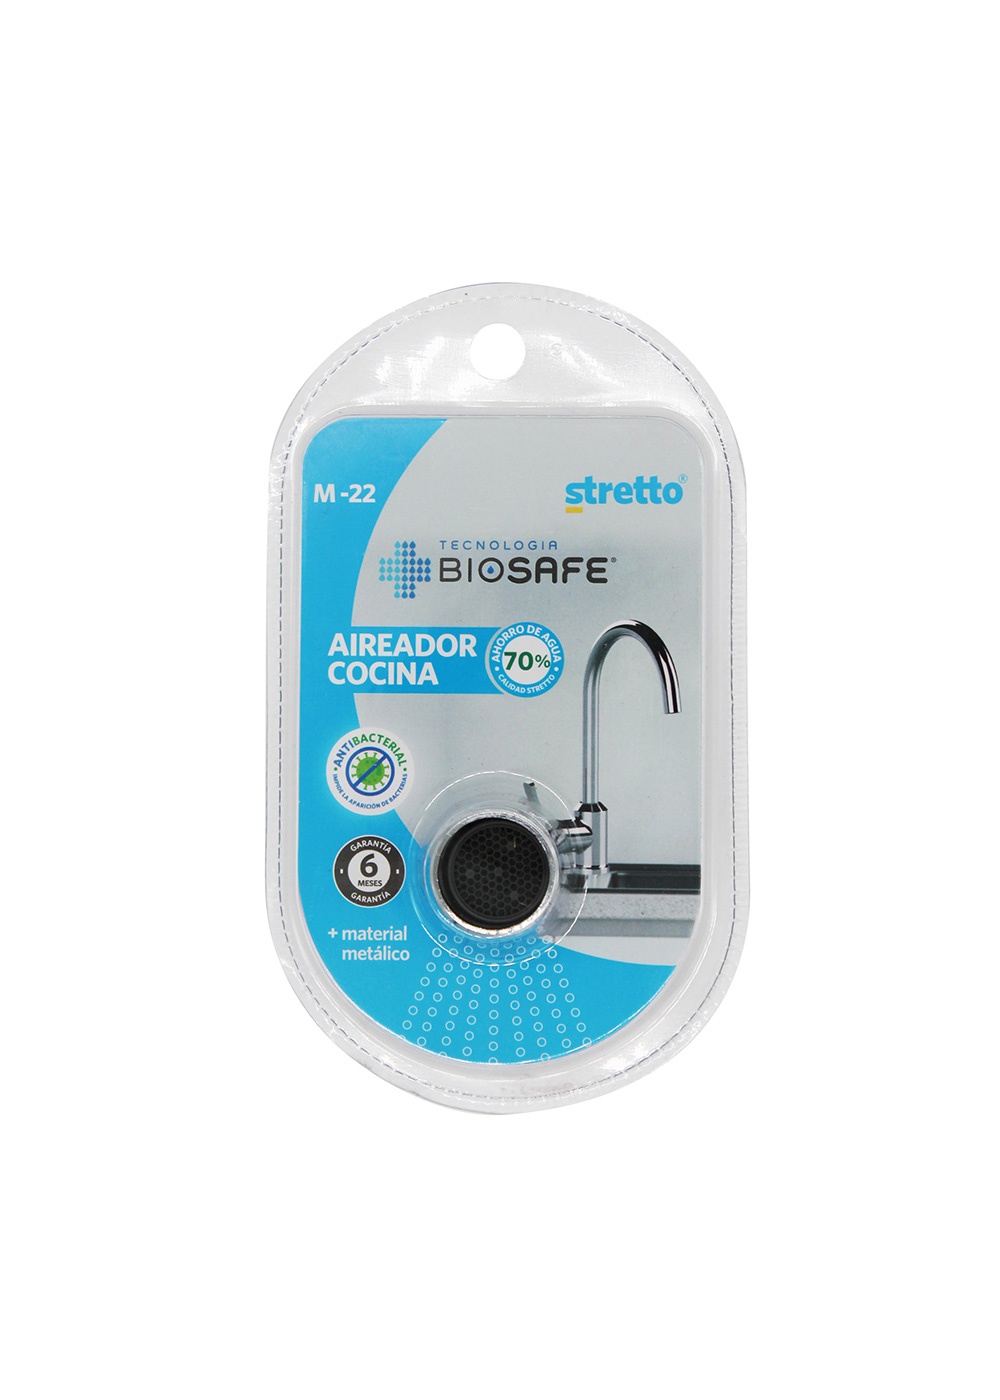 M -22
stretto®
TECNOLOGIA
BIOSAFE®
AIREADOR
COCINA
AHORRO DE AGUA
70%
CALIDAD STRETTO
ANTIBACTERIAL
IMPIDE LA APARICIÓN DE BACTERIAS
GARANTÍA
6
MESES
GARANTÍA
+ material
metálico